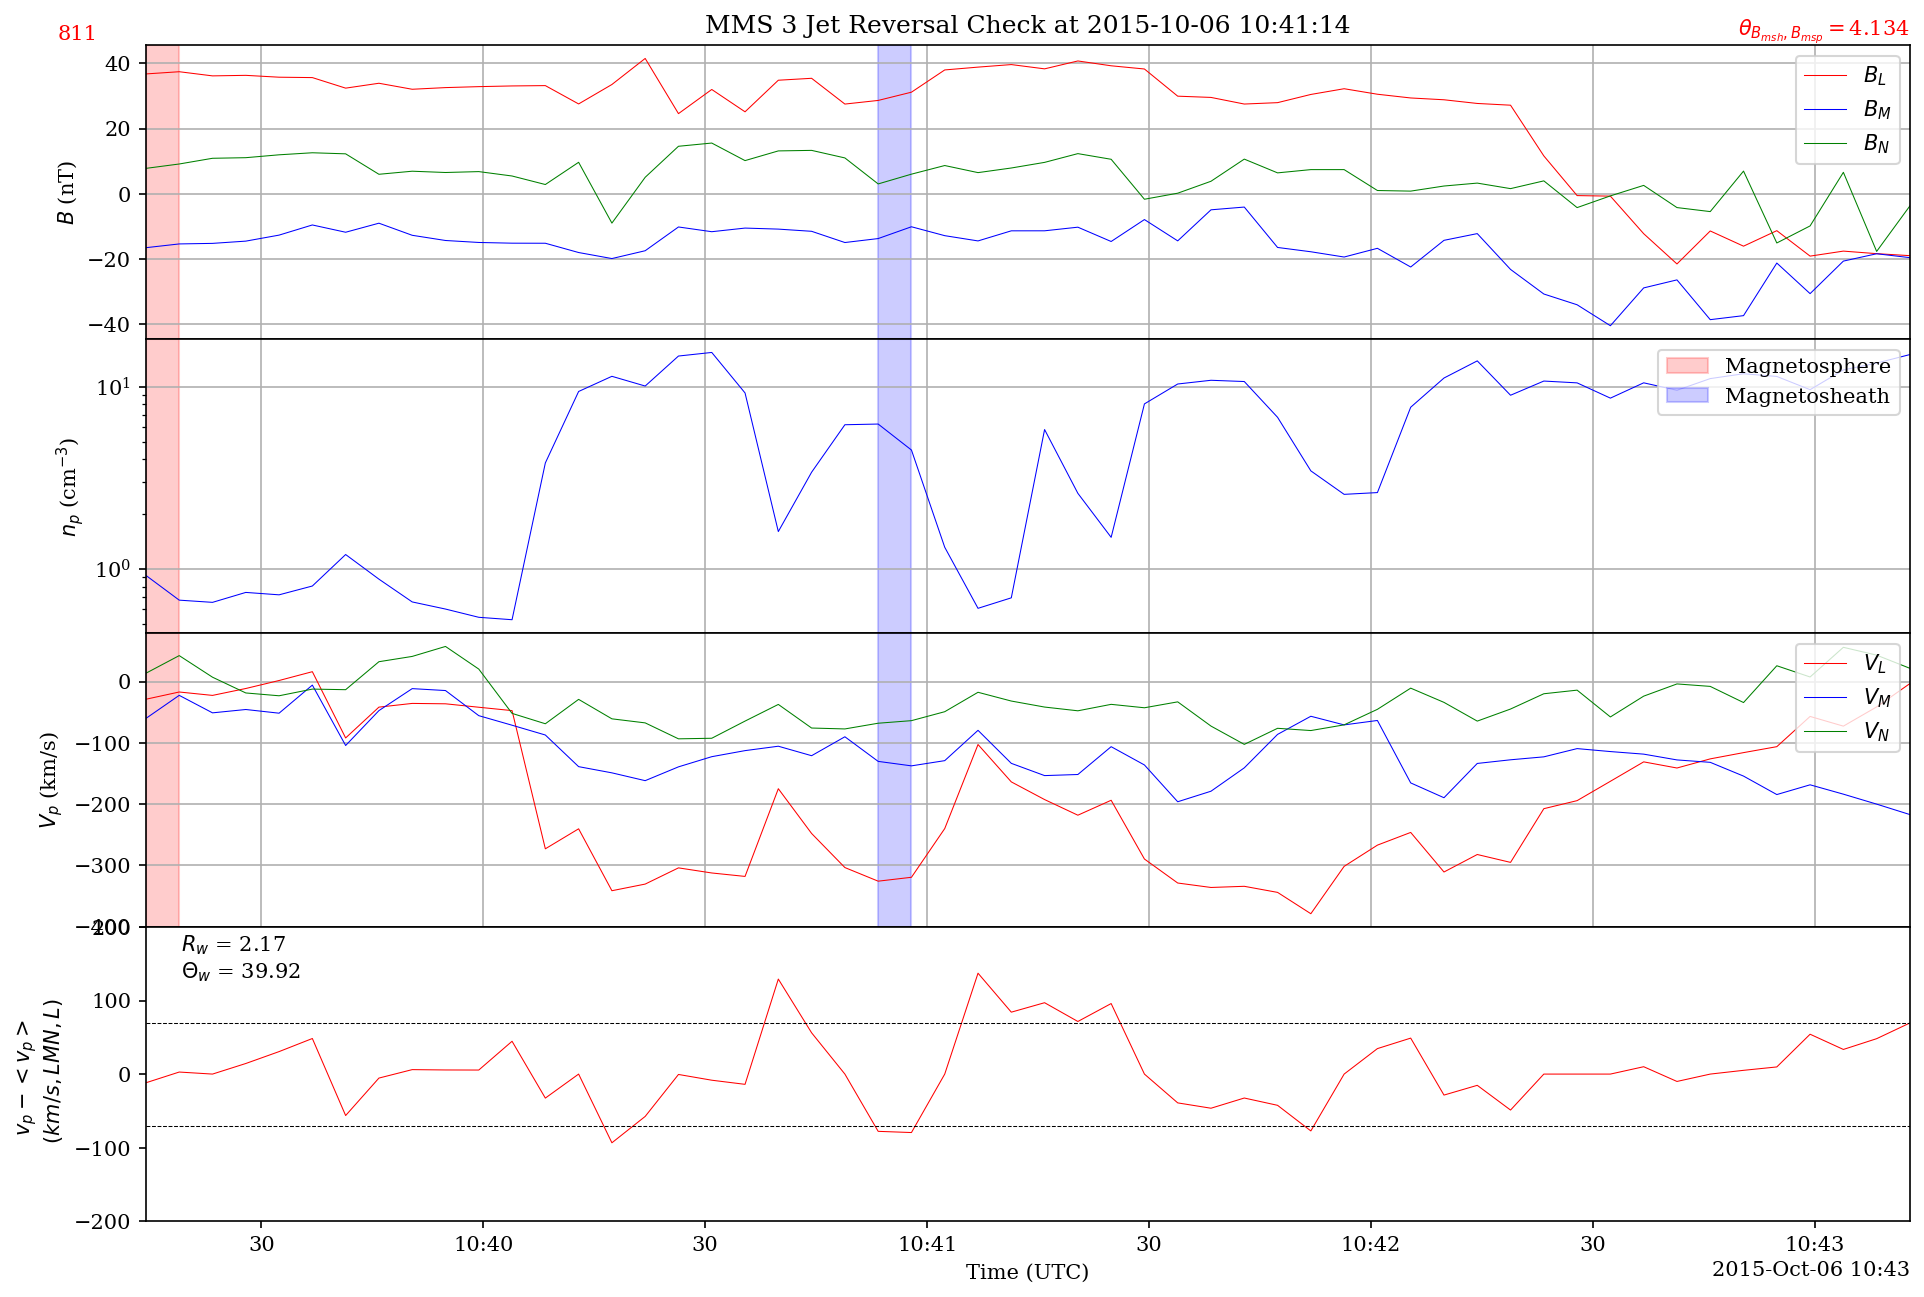 MMS 3 Jet Reversal Check at 2015-10-06 10:41:14
811
θ_{B_{msh}, B_{msp}} = 4.134
40
20
0
−20
−40
B (nT)
B_L
B_M
B_N
10^1
10^0
n_p (cm^{−3})
Magnetosphere
Magnetosheath
0
−100
−200
−300
−400
V_p (km/s)
V_L
V_M
V_N
200
100
0
−100
−200
v_p − <v_p>
(km/s, LMN, L)
R_w = 2.17
Θ_w = 39.92
30
10:40
30
10:41
30
10:42
30
10:43
Time (UTC)
2015-Oct-06 10:43